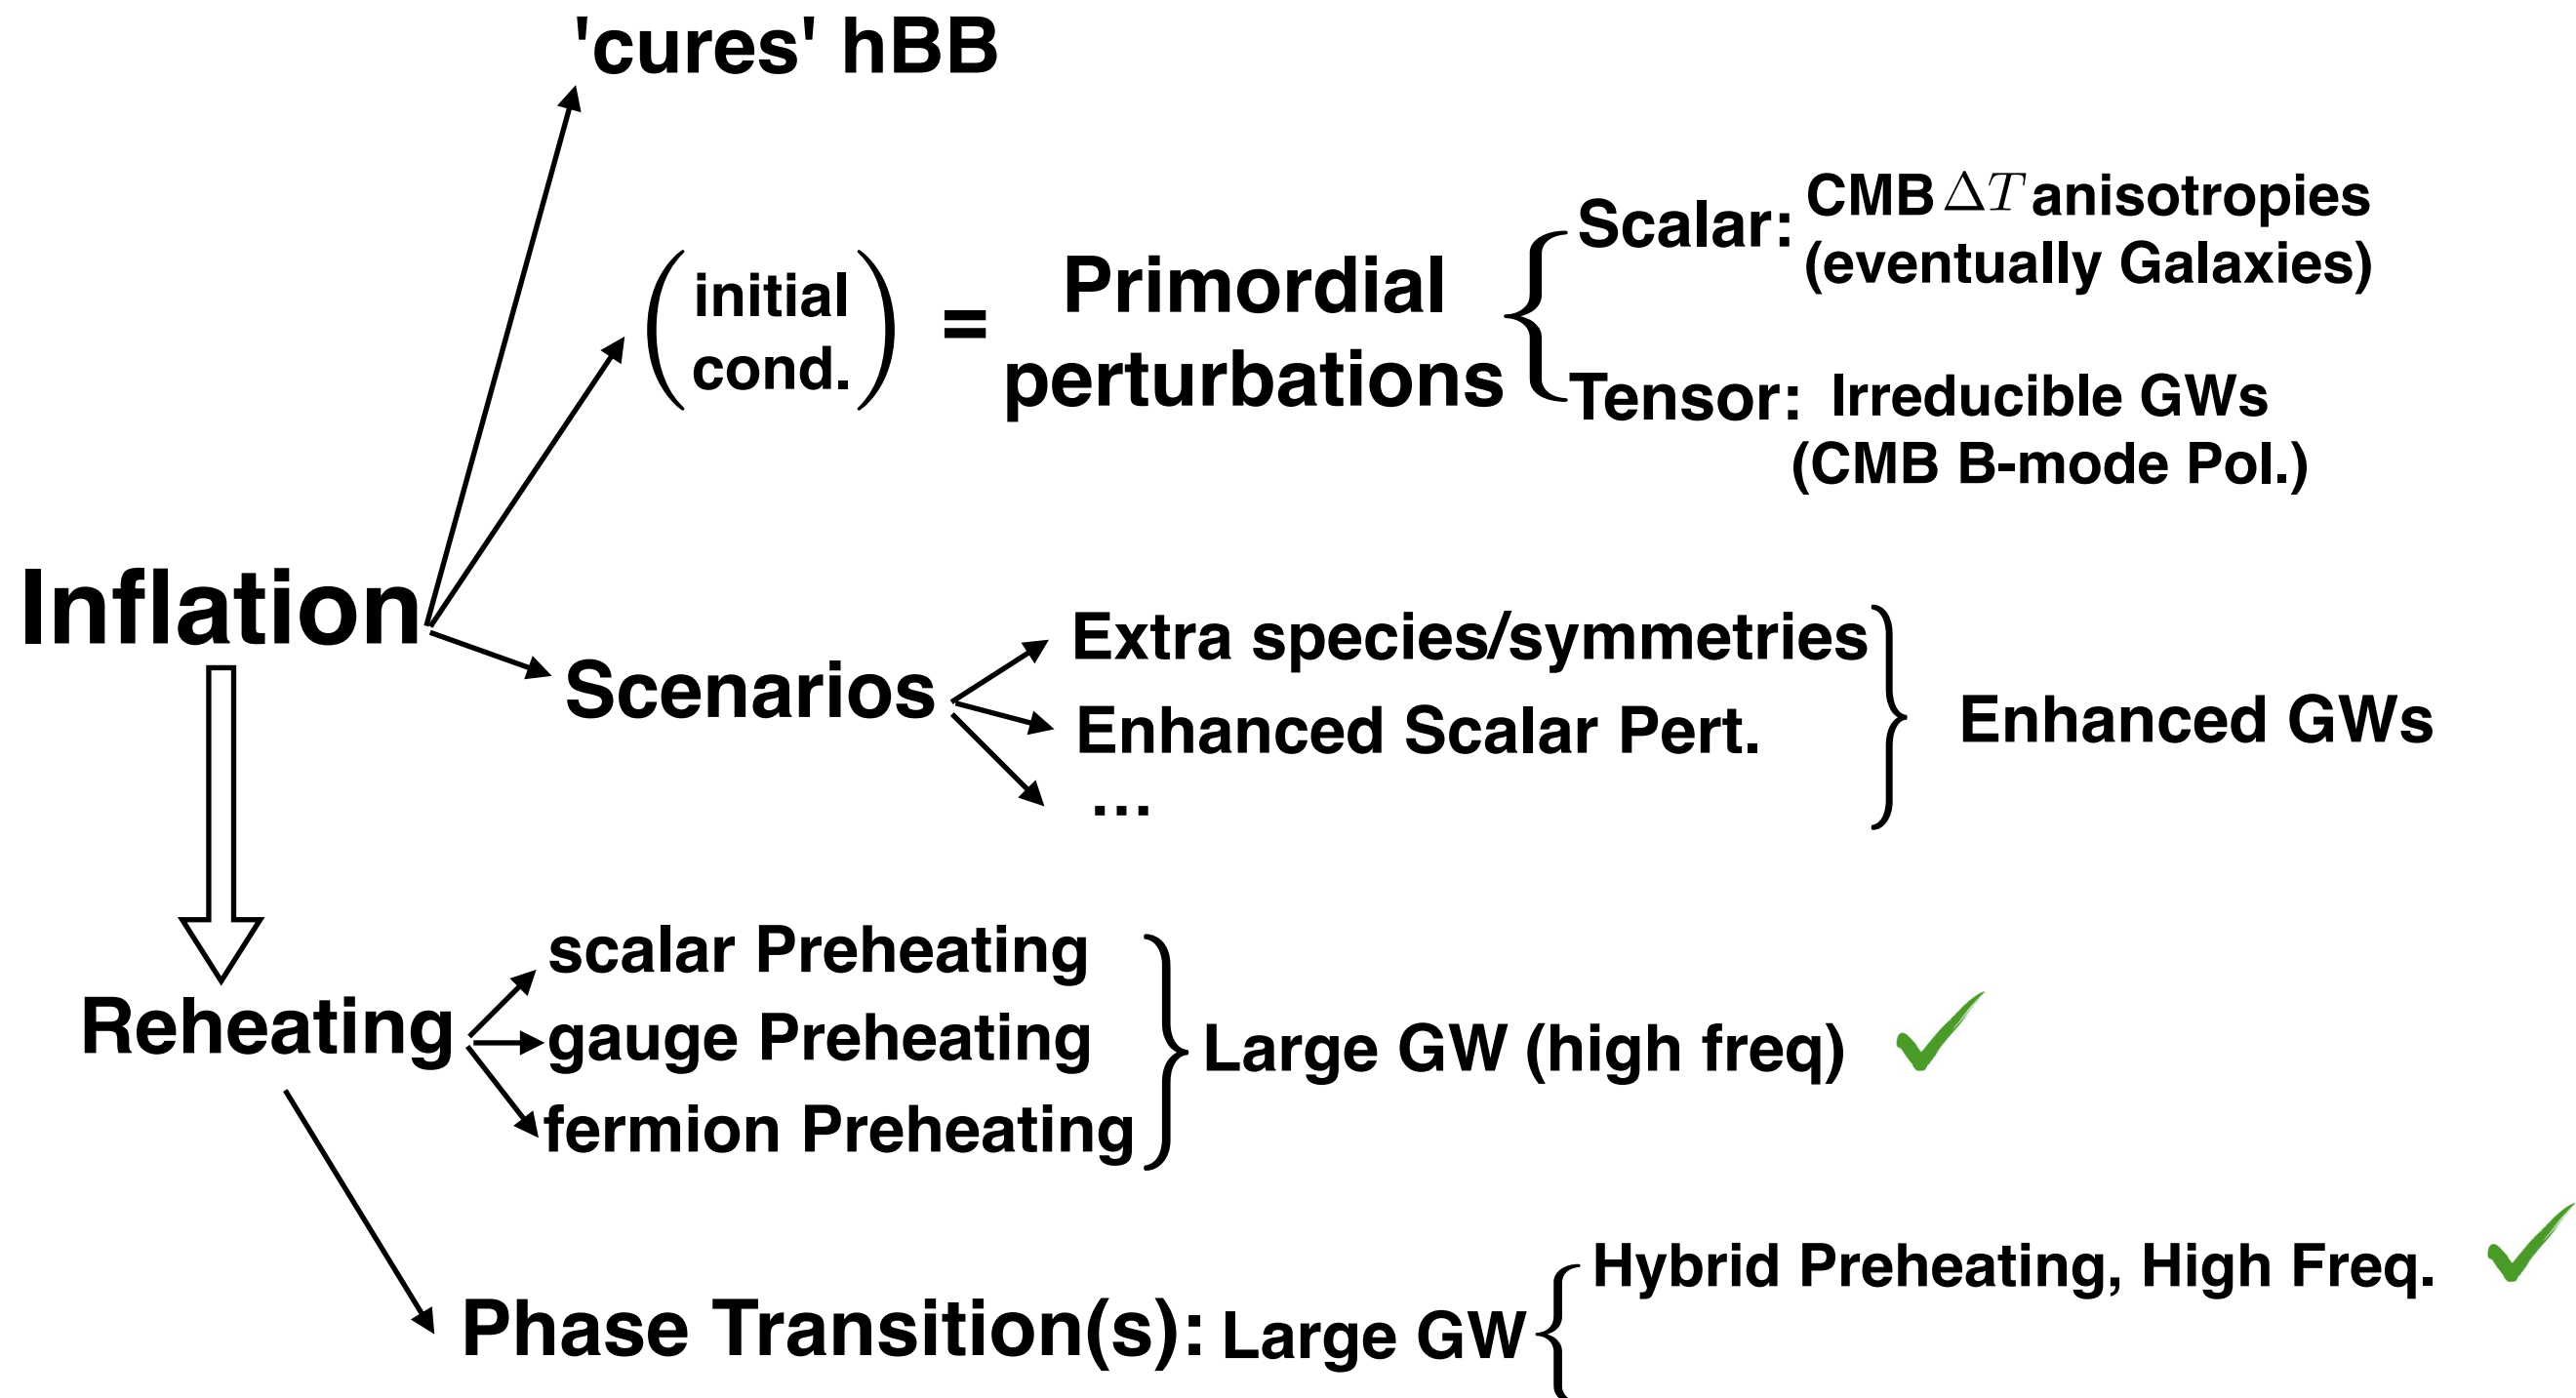 'cures' hBB
Scalar: CMB ΔT anisotropies
(eventually Galaxies)
initial
cond.
=
Primordial
perturbations
Tensor: Irreducible GWs
(CMB B-mode Pol.)
Inflation
Scenarios
Extra species/symmetries
Enhanced Scalar Pert.
...
Enhanced GWs
Reheating
scalar Preheating
gauge Preheating
fermion Preheating
Large GW (high freq)
Phase Transition(s): Large GW
Hybrid Preheating, High Freq.